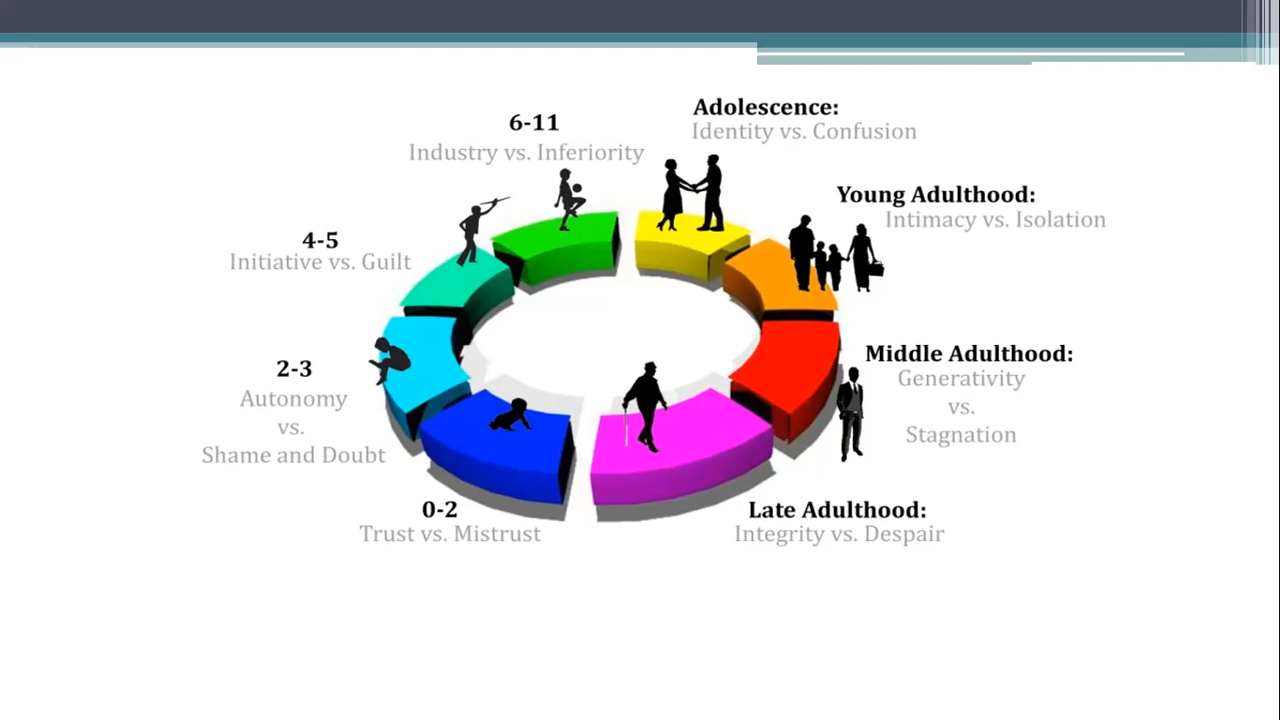 6-11
Industry vs. Inferiority
Adolescence:
Identity vs. Confusion
Young Adulthood:
Intimacy vs. Isolation
4-5
Initiative vs. Guilt
Middle Adulthood:
Generativity
vs.
Stagnation
2-3
Autonomy
vs.
Shame and Doubt
0-2
Trust vs. Mistrust
Late Adulthood:
Integrity vs. Despair